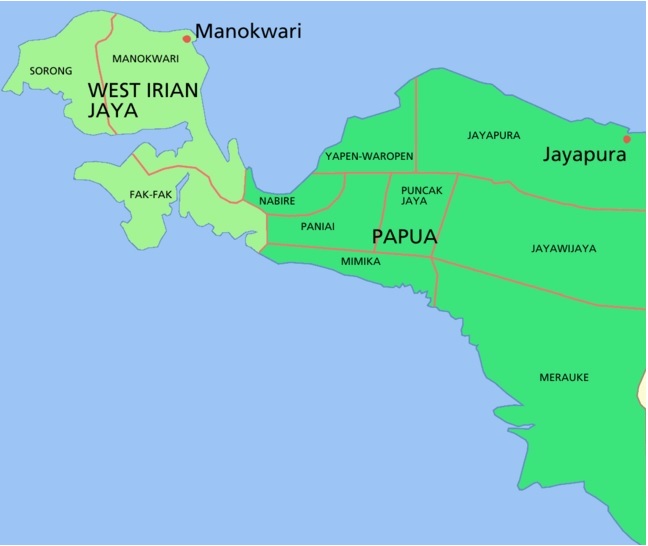 Manokwari
MANOKWARI
SORONG
WEST IRIAN
JAYA
JAYAPURA
Jayapura
YAPEN-WAROPEN
FAK-FAK
NABIRE
PUNCAK
JAYA
PANIAI
PAPUA
JAYAWIJAYA
MIMIKA
MERAUKE